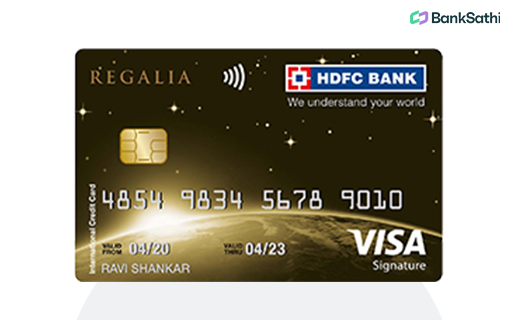 BankSathi
REGALIA
HDFC BANK
We understand your world
International Credit Card
4854 9834 5678 9010
VALID FROM 04/20 VALID THRU 04/23
RAVI SHANKAR
VISA
Signature